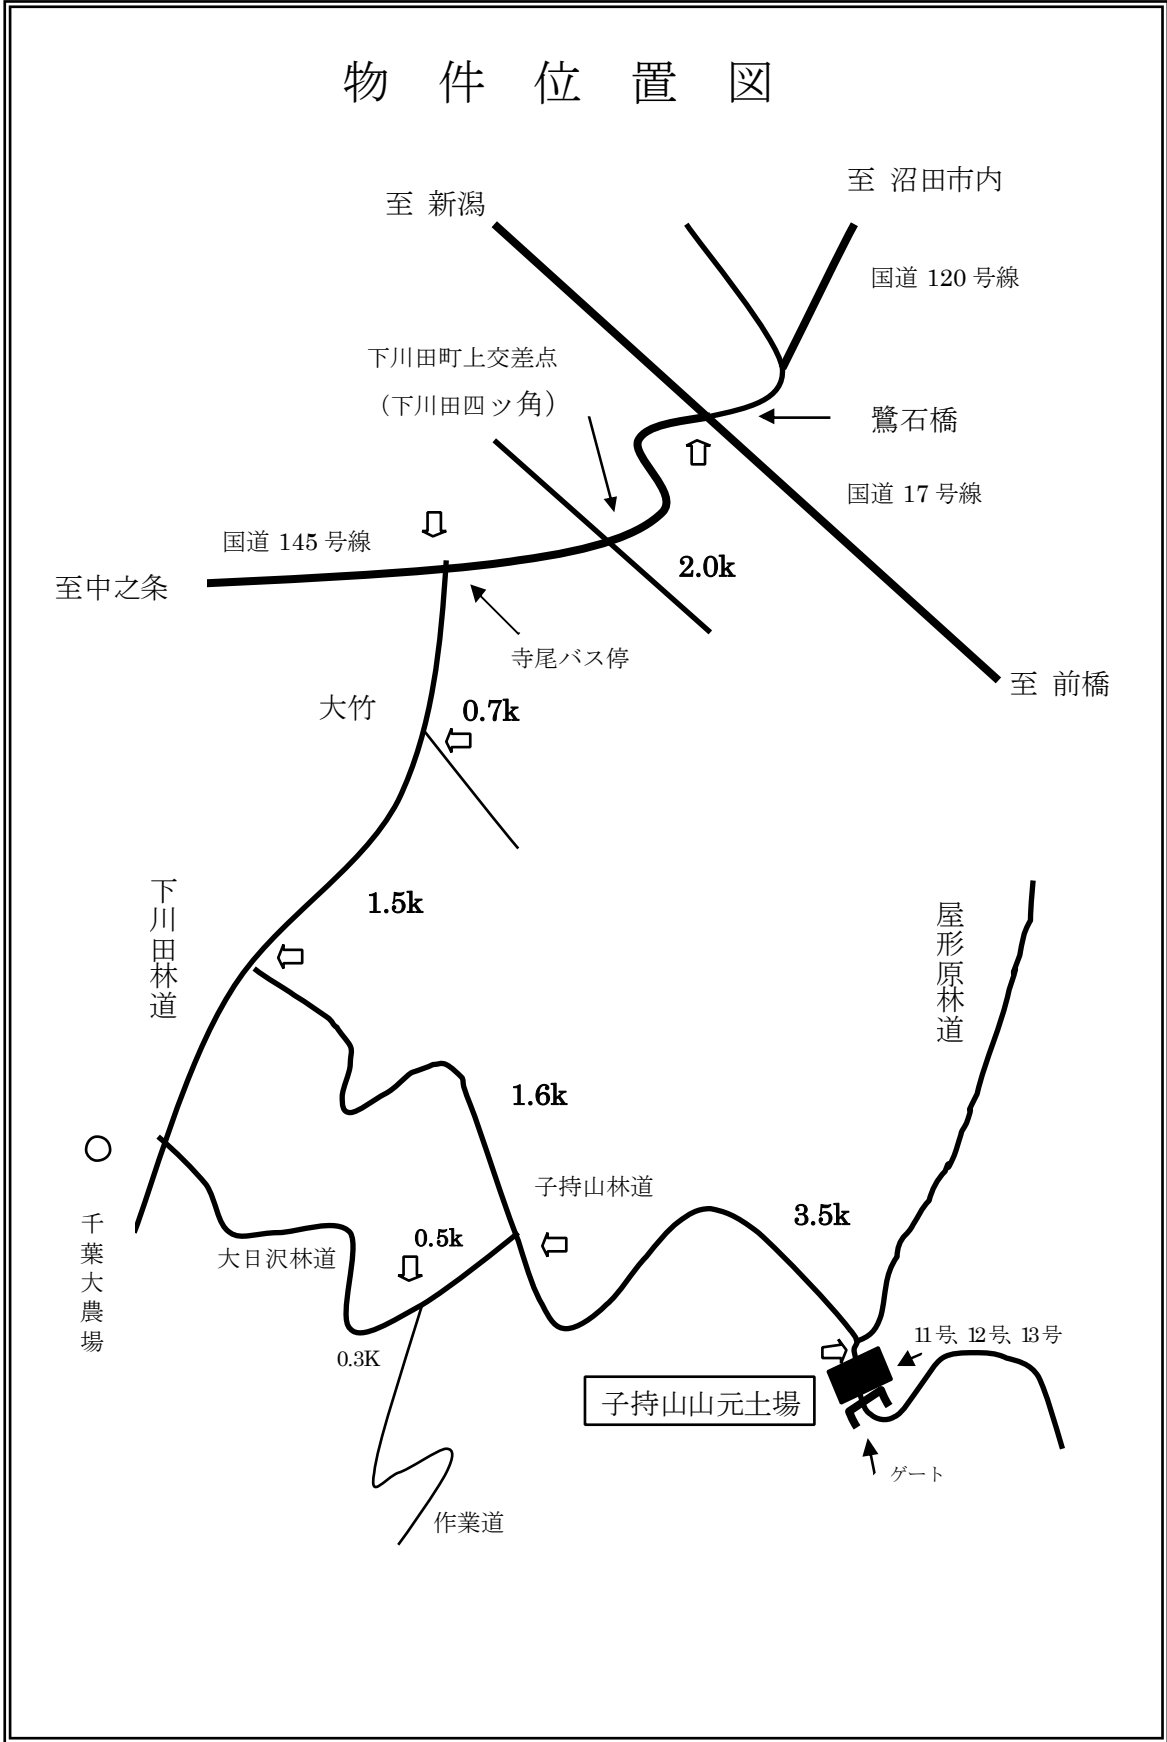 物件位置図
至 沼田市内
至 新潟
国道 120 号線
下川田町上交差点
（下川田四ッ角）
鷺石橋
国道 17 号線
国道 145 号線
2.0k
至中之条
寺尾バス停
至 前橋
大竹
0.7k
下川田林道
1.5k
屋形原林道
1.6k
子持山林道
3.5k
千葉大農場
0.5k
大日沢林道
0.3K
11号、12号、13号
子持山山元土場
ゲート
作業道